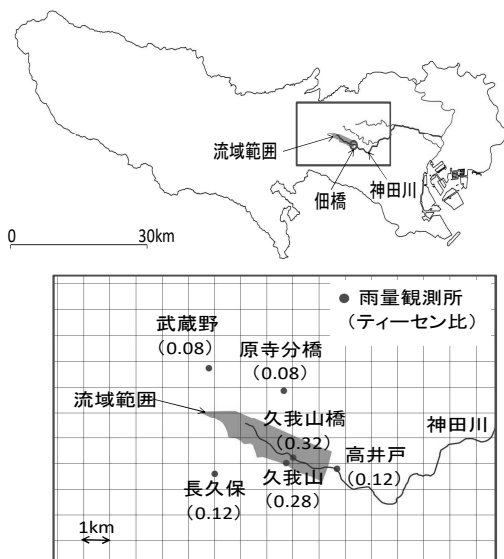 流域範囲
佃橋
神田川
0
30km
雨量観測所
（ティーセン比）
武蔵野
（0.08）
原寺分橋
（0.08）
流域範囲
久我山橋
（0.32）
神田川
高井戸
（0.12）
久我山
（0.28）
長久保
（0.12）
1km